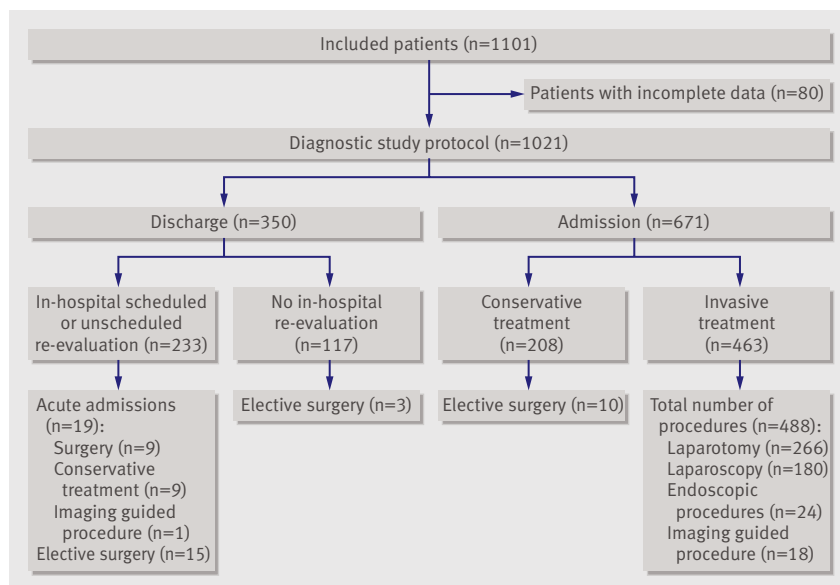 Included patients (n=1101)
Patients with incomplete data (n=80)
Diagnostic study protocol (n=1021)
Discharge (n=350)
Admission (n=671)
In-hospital scheduled
or unscheduled
re-evaluation (n=233)
No in-hospital
re-evaluation
(n=117)
Conservative
treatment
(n=208)
Invasive
treatment
(n=463)
Acute admissions
(n=19):
Surgery (n=9)
Conservative
treatment (n=9)
Imaging guided
procedure (n=1)
Elective surgery (n=15)
Elective surgery (n=3)
Elective surgery (n=10)
Total number of
procedures (n=488):
Laparotomy (n=266)
Laparoscopy (n=180)
Endoscopic
procedures (n=24)
Imaging guided
procedure (n=18)